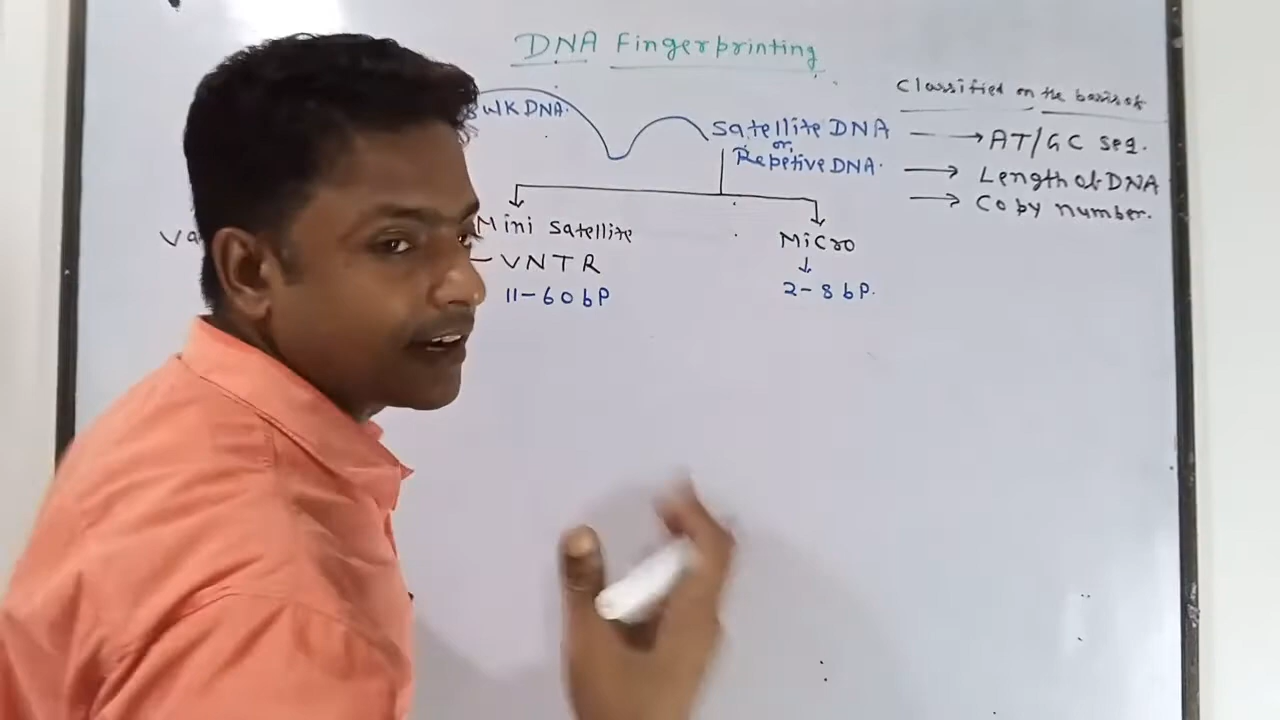 DNA Fingerprinting
Classified on the basis of
WK DNA.
Satellite DNA → AT/GC seq.
or
Repetive DNA. → Length of DNA
→ Copy number.
Mini Satellite
Micro
VNTR
11-60 bP
2-8 bP.